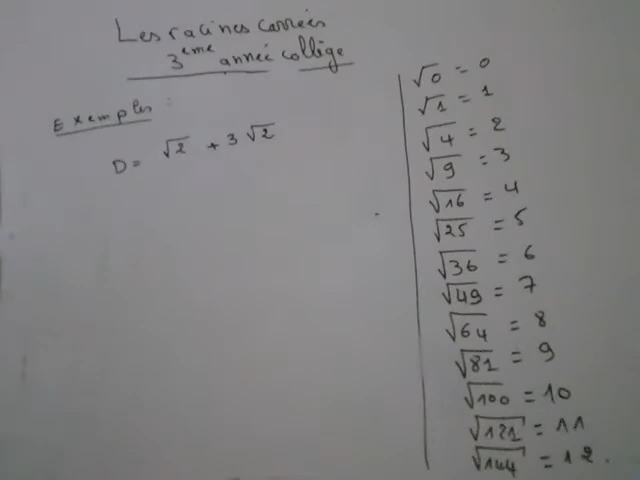 Les racines carrées
3ème année collège
Exemples :
D = √2 + 3 √2
√0 = 0
√1 = 1
√4 = 2
√9 = 3
√16 = 4
√25 = 5
√36 = 6
√49 = 7
√64 = 8
√81 = 9
√100 = 10
√121 = 11
√144 = 12.